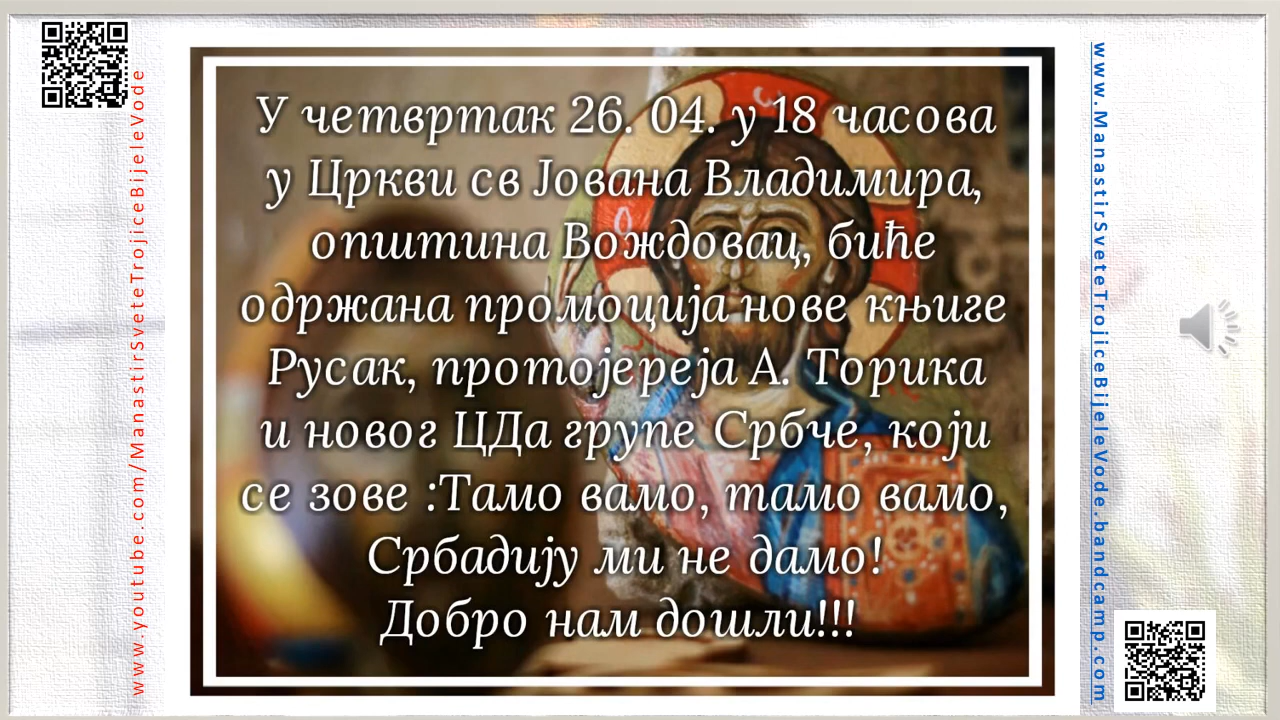 У четвртак 26. 04. у 18 часова
у Цркви св Јована Владимира,
општина Вождовац, биће
одржана промоција нове књиге
Русак, протојереја А. Торика
и новог ЦДа групе Србче, који
се зове .Тамо вамо, тамо вамо,
Србадију ми не дамо!
Добро нам дошли!!!
www.youtube.com/ManastirsveteTrojiceBijeleVode
www.ManastirSveteTrojiceBijeleVode.bandcamp.com